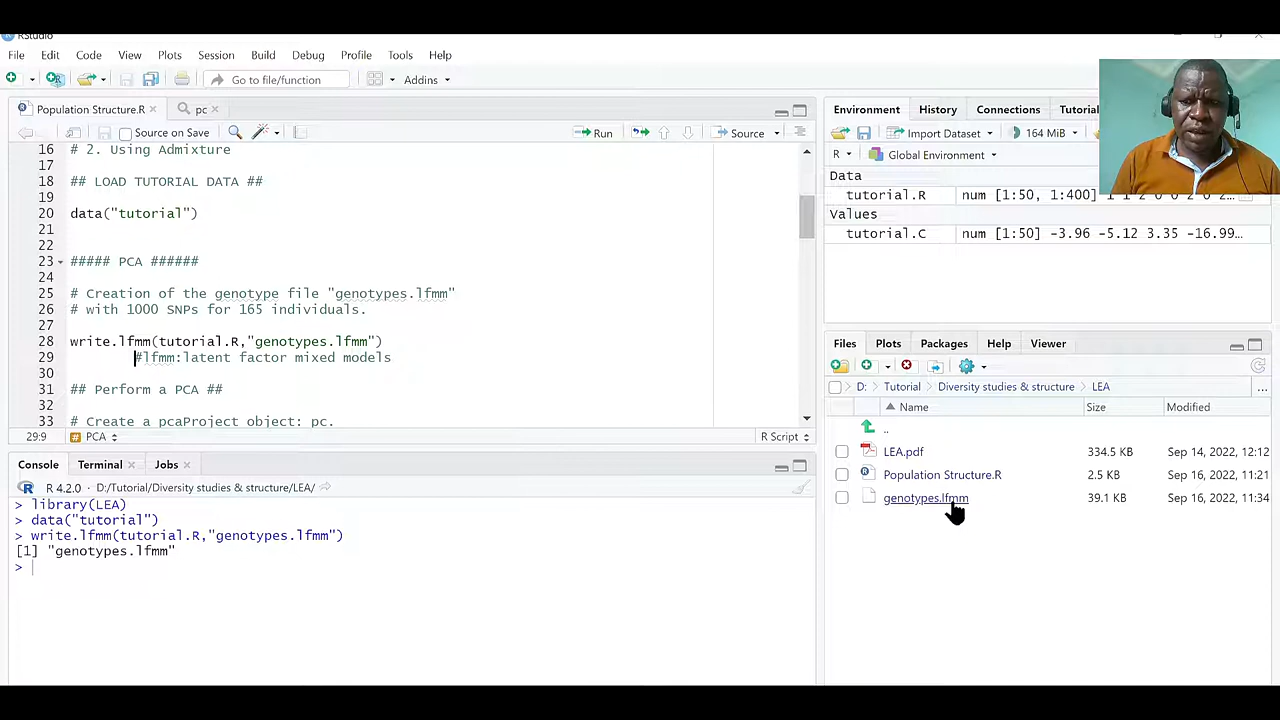 RStudio
File Edit Code View Plots Session Build Debug Profile Tools Help
Go to file/function Addins
Population Structure.R pc
Source on Save Run Source
16 # 2. Using Admixture
17
18 ## LOAD TUTORIAL DATA ##
19
20 data("tutorial")
21
22
23 ##### PCA ######
24
25 # Creation of the genotype file "genotypes.lfmm"
26 # with 1000 SNPs for 165 individuals.
27
28 write.lfmm(tutorial.R,"genotypes.lfmm")
29 #lfmm:latent factor mixed models
30
31 ## Perform a PCA ##
32
33 # Create a pcaProject object: pc.
29:9 PCA R Script
Console Terminal Jobs
R 4.2.0 · D:/Tutorial/Diversity studies & structure/LEA/
> library(LEA)
> data("tutorial")
> write.lfmm(tutorial.R,"genotypes.lfmm")
[1] "genotypes.lfmm"
>
Environment History Connections Tutorial
Import Dataset 164 MiB
R Global Environment
Data
tutorial.R num [1:50, 1:400] 1 1 2 0 0 2 0 2…
Values
tutorial.C num [1:50] -3.96 -5.12 3.35 -16.99…
Files Plots Packages Help Viewer
D: Tutorial Diversity studies & structure LEA ...
Name Size Modified
..
LEA.pdf 334.5 KB Sep 14, 2022, 12:12
Population Structure.R 2.5 KB Sep 16, 2022, 11:21
genotypes.lfmm 39.1 KB Sep 16, 2022, 11:34